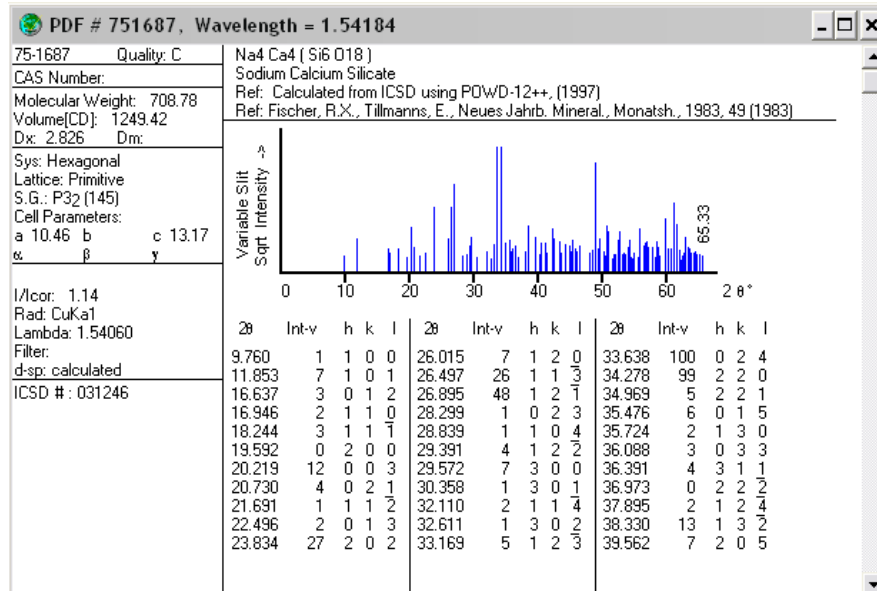 PDF # 751687, Wavelength = 1.54184
75-1687 Quality: C
CAS Number:
Molecular Weight: 708.78
Volume[CD]: 1249.42
Dx: 2.826 Dm:
Sys: Hexagonal
Lattice: Primitive
S.G.: P32 (145)
Cell Parameters:
a 10.46 b c 13.17
α β γ
I/Icor: 1.14
Rad: CuKa1
Lambda: 1.54060
Filter:
d-sp: calculated
ICSD # : 031246
Na4 Ca4 ( Si6 O18 )
Sodium Calcium Silicate
Ref: Calculated from ICSD using POWD-12++, (1997)
Ref: Fischer, R.X., Tillmanns, E., Neues Jahrb. Mineral., Monatsh., 1983, 49 (1983)
Variable Slit
Sqrt Intensity ->
65.33
0 10 20 30 40 50 60 2 θ°
2θ Int-v h k l 2θ Int-v h k l 2θ Int-v h k l
9.760 1 1 0 0 26.015 7 1 2 0 33.638 100 0 2 4
11.853 7 1 0 1 26.497 26 1 1 3̅ 34.278 99 2 2 0
16.637 3 0 1 2 26.895 48 1 2 1̅ 34.969 5 2 2 1
16.946 2 1 1 0 28.299 1 0 2 3 35.476 6 0 1 5
18.244 3 1 1 1̅ 28.839 1 1 0 4 35.724 2 1 3 0
19.592 0 2 0 0 29.391 4 1 2 2̅ 36.088 3 0 3 3
20.219 12 0 0 3 29.572 7 3 0 0 36.391 4 3 1 1̅
20.730 4 0 2 1 30.358 1 3 0 1̅ 36.973 0 2 2 2̅
21.691 1 1 1 2̅ 32.110 2 1 1 4̅ 37.895 2 1 2 4̅
22.496 2 0 1 3 32.611 1 3 0 2̅ 38.330 13 1 3 2̅
23.834 27 2 0 2 33.169 5 1 2 3̅ 39.562 7 2 0 5